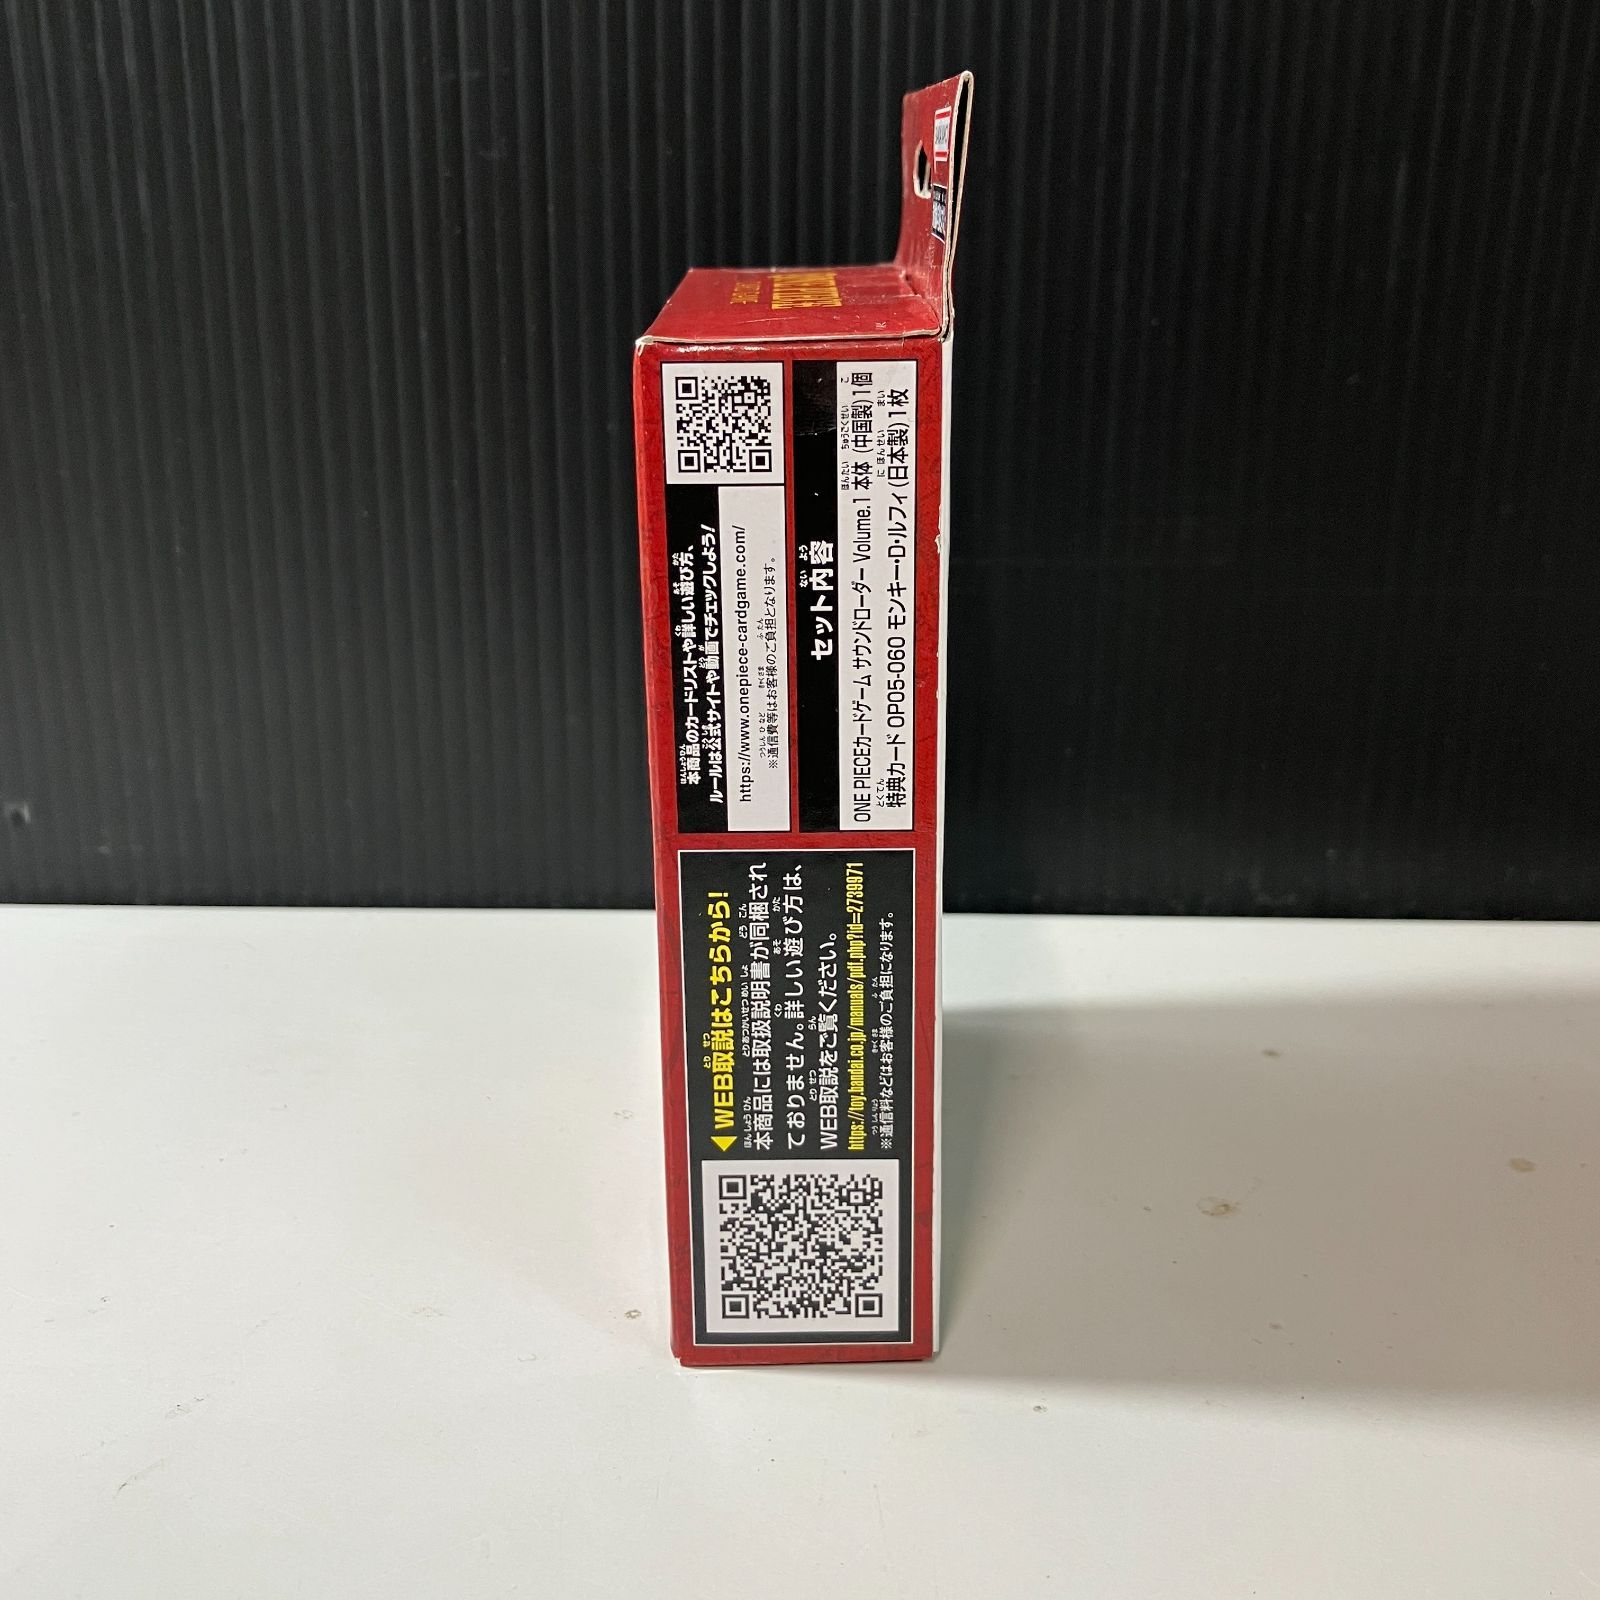 本商品のカードリストや詳しい遊び方、
ルールは公式サイトや動画でチェックしよう!
https://www.onepiece-cardgame.com/
※通信費等はお客様のご負担となります。
セット内容
ONE PIECEカードゲーム サウンドローダー Volume.1 本体 (中国製) 1個
特典カード OP05-060 モンキー・D・ルフィ (日本製) 1枚
◀WEB取説はこちらから!
本商品には取扱説明書が同梱され
ておりません。詳しい遊び方は、
WEB取説をご覧ください。
https://toy.bandai.co.jp/manuals/pdf.php?id=2739971
※通信料などはお客様のご負担になります。